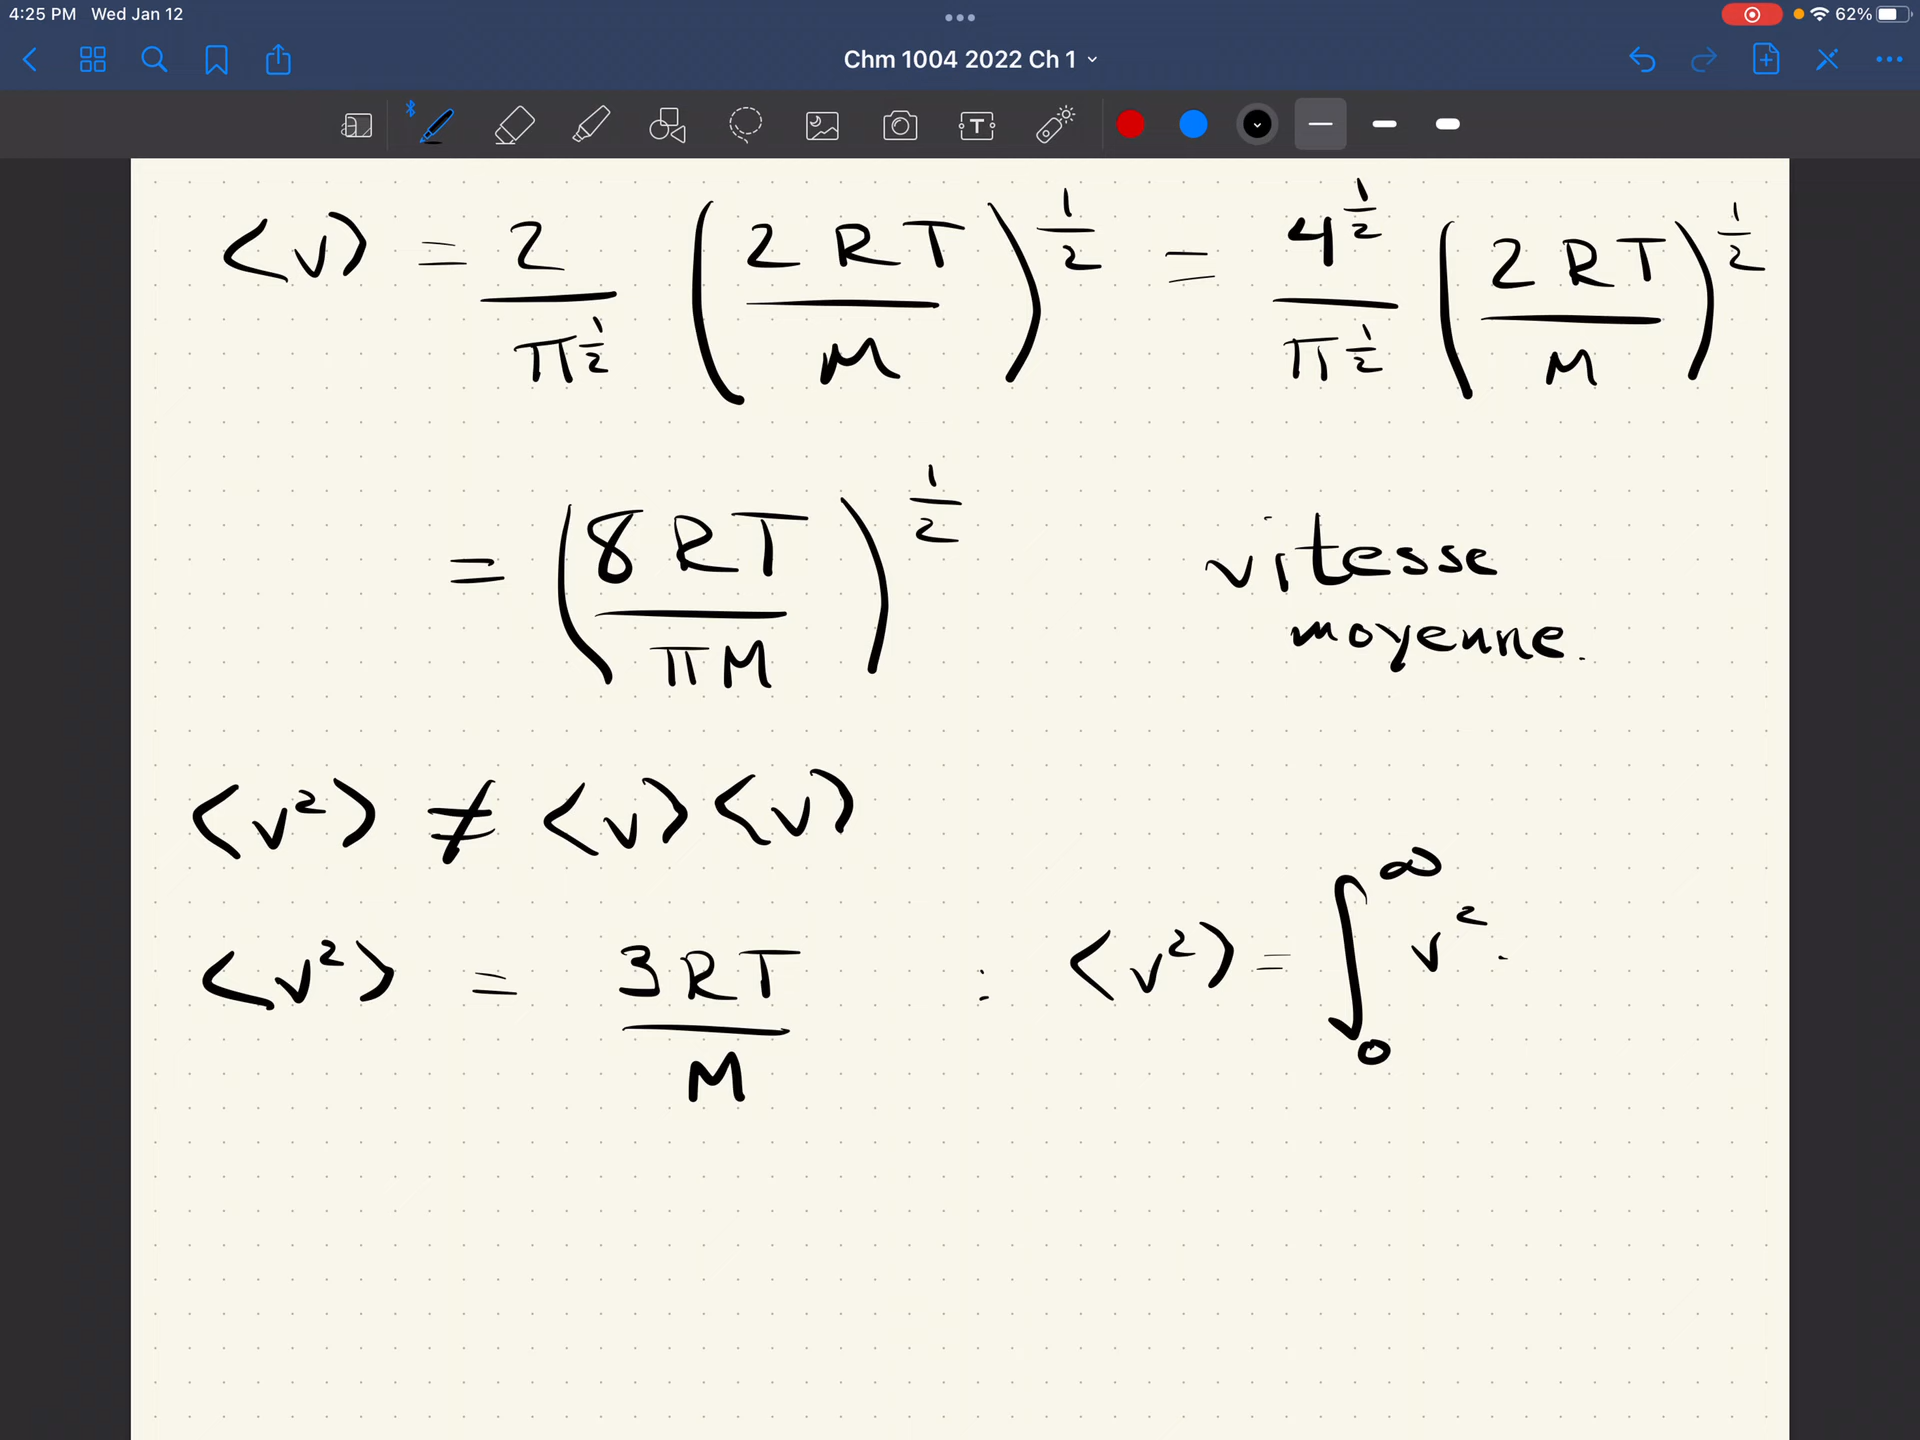 4:25 PM Wed Jan 12
62%
Chm 1004 2022 Ch 1
T
<v> = 2/π^(1/2) (2RT/M)^(1/2) = 4^(1/2)/π^(1/2) (2RT/M)^(1/2)
= (8RT/πM)^(1/2) vitesse
moyenne.
<v²> ≠ <v><v>
<v²> = 3RT/M : <v²> = ∫₀^∞ v² ·